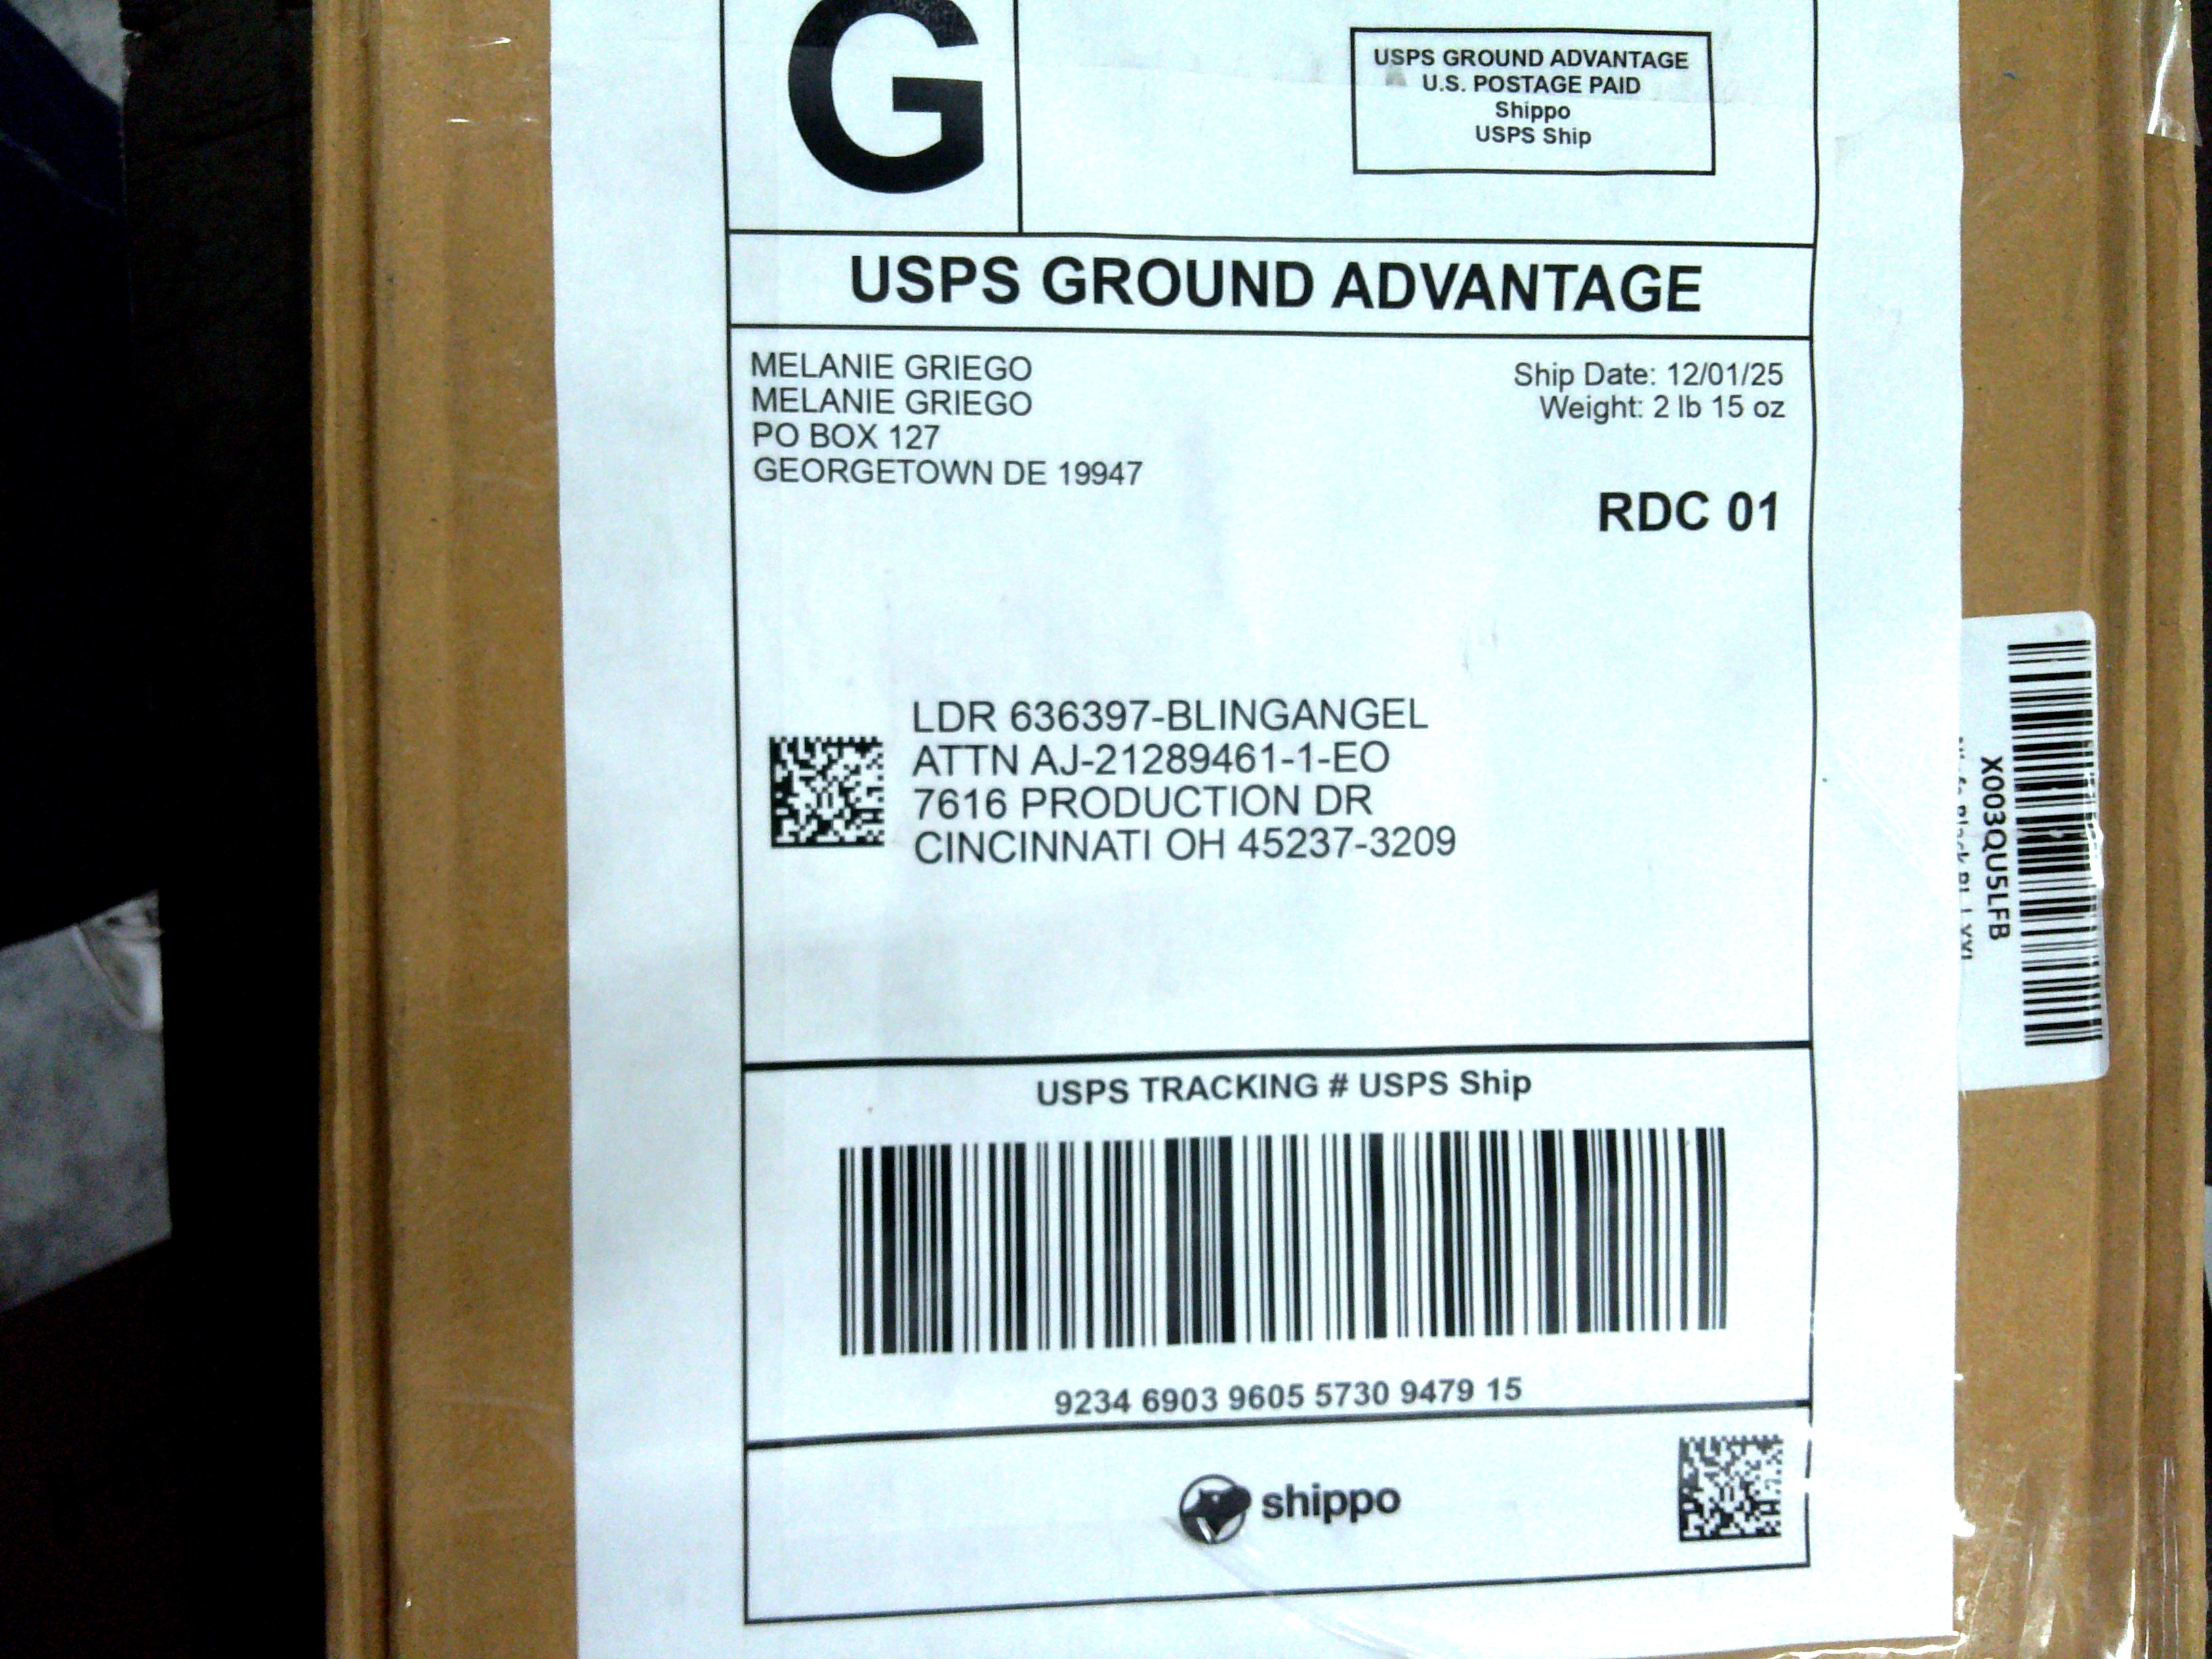 G
USPS GROUND ADVANTAGE
U.S. POSTAGE PAID
Shippo
USPS Ship
USPS GROUND ADVANTAGE
MELANIE GRIEGO
MELANIE GRIEGO
PO BOX 127
GEORGETOWN DE 19947
Ship Date: 12/01/25
Weight: 2 lb 15 oz
RDC 01
LDR 636397-BLINGANGEL
ATTN AJ-21289461-1-EO
7616 PRODUCTION DR
CINCINNATI OH 45237-3209
USPS TRACKING # USPS Ship
9234 6903 9605 5730 9479 15
shippo
X003QU5LFB